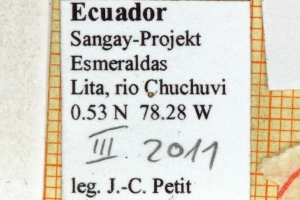 Ecuador
Sangay-Projekt
Esmeraldas
Lita, rio Chuchuvi
0.53 N 78.28 W
III. 2011
leg. J.-C. Petit